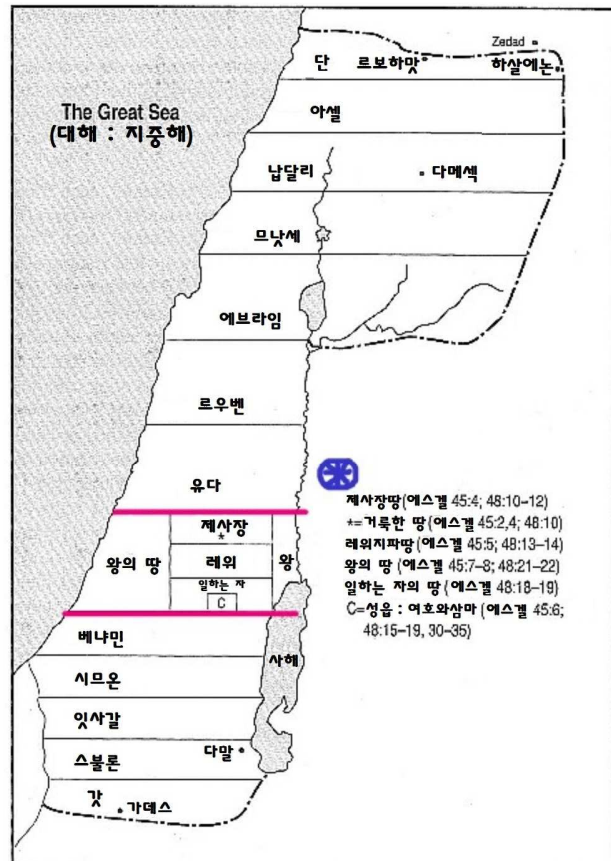 Zedad
단 르보하맛 하살에논
The Great Sea
(대해 : 지중해)
아셀
납달리 다메섹
므낫세
에브라임
르우벤
유다
제사장땅(에스겔 45:4; 48:10-12)
*=거룩한 땅(에스겔 45:2,4; 48:10)
레위지파땅(에스겔 45:5; 48:13-14)
왕의 땅 (에스겔 45:7-8; 48:21-22)
일하는 자의 땅(에스겔 48:18-19)
C=성읍 : 여호와삼마 (에스겔 45:6;
48:15-19, 30-35)
제사장
*
왕의 땅 레위 왕
일하는 자
C
베냐민
사해
시므온
잇사갈
스불론 다말
갓 가데스